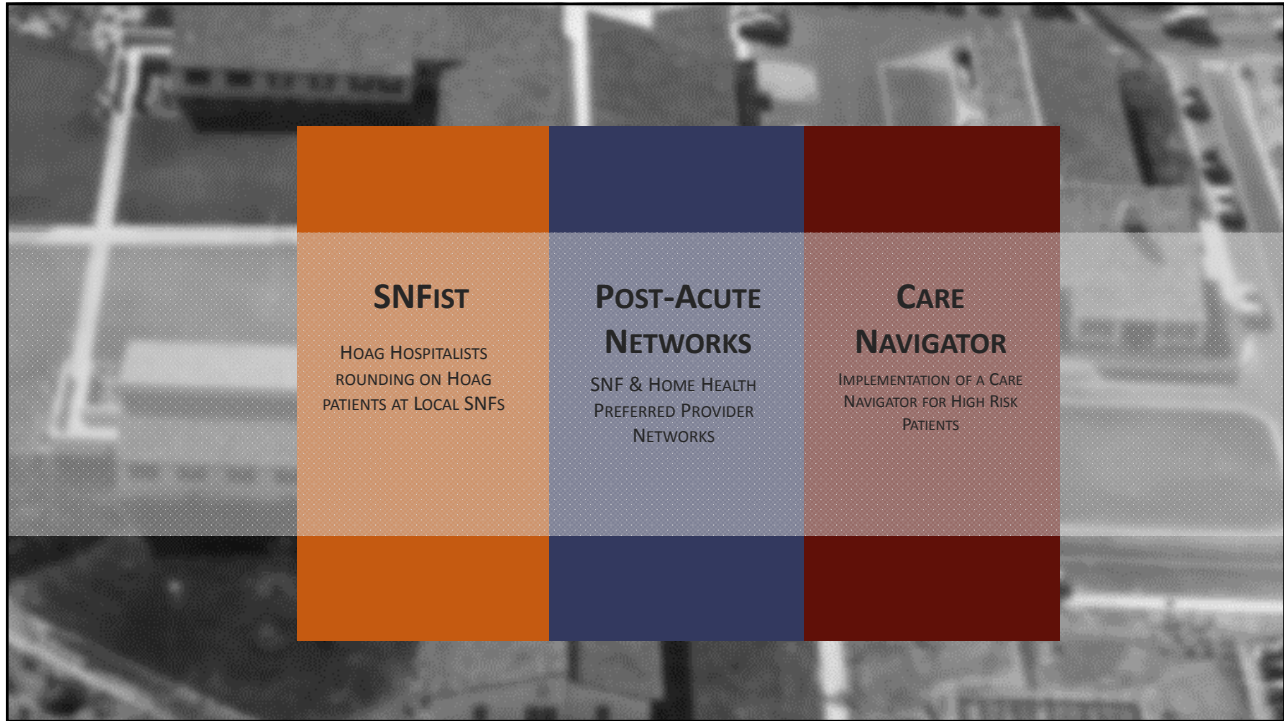 SNFIST
HOAG HOSPITALISTS
ROUNDING ON HOAG
PATIENTS AT LOCAL SNFS
POST-ACUTE
NETWORKS
SNF & HOME HEALTH
PREFERRED PROVIDER
NETWORKS
CARE
NAVIGATOR
IMPLEMENTATION OF A CARE
NAVIGATOR FOR HIGH RISK
PATIENTS